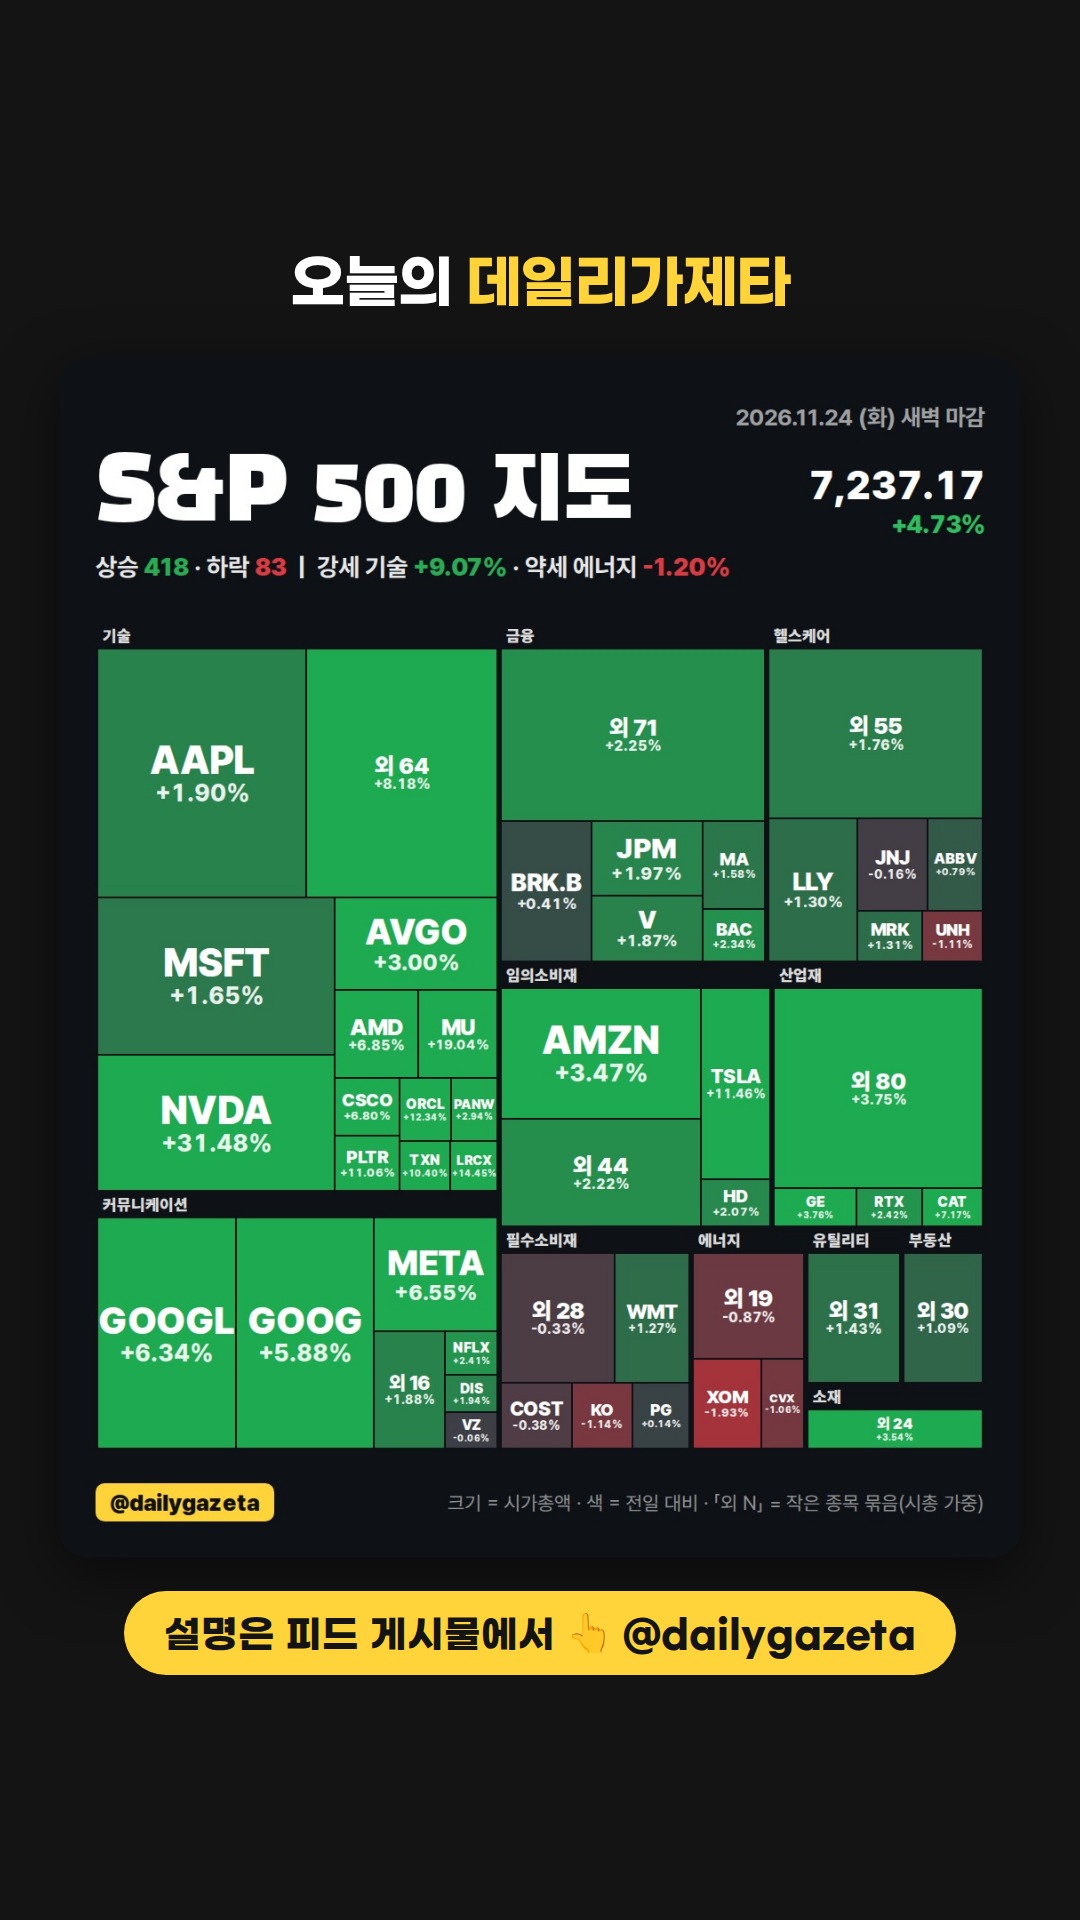 오늘의 데일리가제타
2026.11.24 (화) 새벽 마감
S&P 500 지도
7,237.17
+4.73%
상승 418 · 하락 83 | 강세 기술 +9.07% · 약세 에너지 -1.20%
기술
AAPL
+1.90%
외 64
+8.18%
MSFT
+1.65%
AVGO
+3.00%
AMD
+6.85%
MU
+19.04%
NVDA
+31.48%
CSCO
+6.80%
ORCL
+12.34%
PANW
+2.94%
PLTR
+11.06%
TXN
+10.40%
LRCX
+14.45%
금융
외 71
+2.25%
BRK.B
+0.41%
JPM
+1.97%
MA
+1.58%
V
+1.87%
BAC
+2.34%
헬스케어
외 55
+1.76%
LLY
+1.30%
JNJ
-0.16%
ABBV
+0.79%
MRK
+1.31%
UNH
-1.11%
임의소비재
AMZN
+3.47%
TSLA
+11.46%
외 44
+2.22%
HD
+2.07%
산업재
외 80
+3.75%
GE
+3.76%
RTX
+2.42%
CAT
+7.17%
커뮤니케이션
GOOGL
+6.34%
GOOG
+5.88%
META
+6.55%
외 16
+1.88%
NFLX
+2.41%
DIS
+1.94%
VZ
-0.06%
필수소비재
외 28
-0.33%
WMT
+1.27%
COST
-0.38%
KO
-1.14%
PG
+0.14%
에너지
외 19
-0.87%
XOM
-1.93%
CVX
-1.06%
유틸리티
외 31
+1.43%
부동산
외 30
+1.09%
소재
외 24
+3.54%
@dailygazeta
크기 = 시가총액 · 색 = 전일 대비 · 「외 N」 = 작은 종목 묶음(시총 가중)
설명은 피드 게시물에서 👆 @dailygazeta